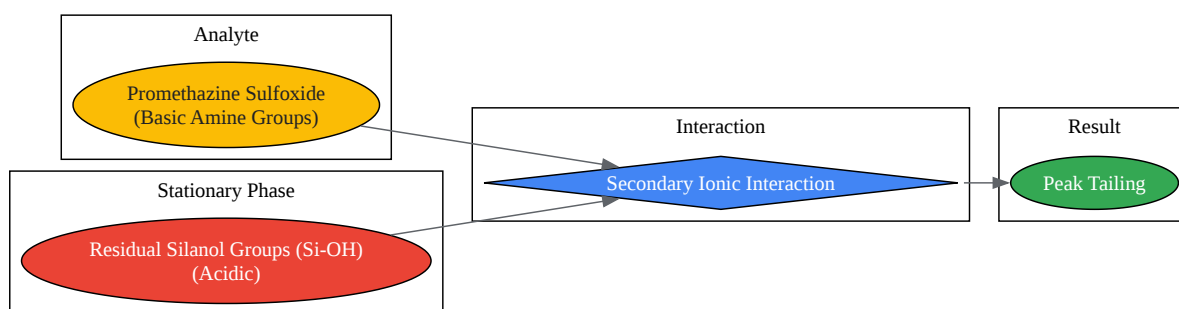 Analyte
Promethazine Sulfoxide
(Basic Amine Groups)
Stationary Phase
Residual Silanol Groups (Si-OH)
(Acidic)
Interaction
Secondary Ionic Interaction
Result
Peak Tailing